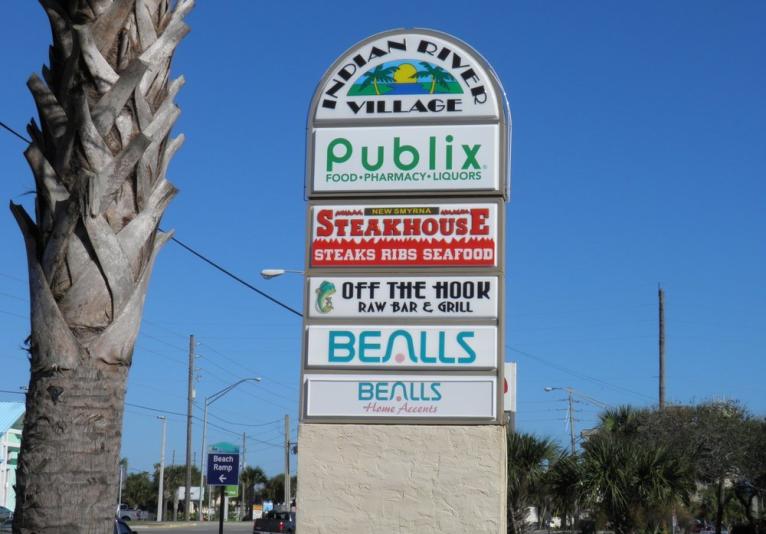 INDIAN RIVER
VILLAGE
Publix
FOOD•PHARMACY•LIQUORS
NEW SMYRNA
STEAKHOUSE
STEAKS RIBS SEAFOOD
OFF THE HOOK
RAW BAR & GRILL
BEALLS
BEALLS
Home Accents
Beach
Ramp